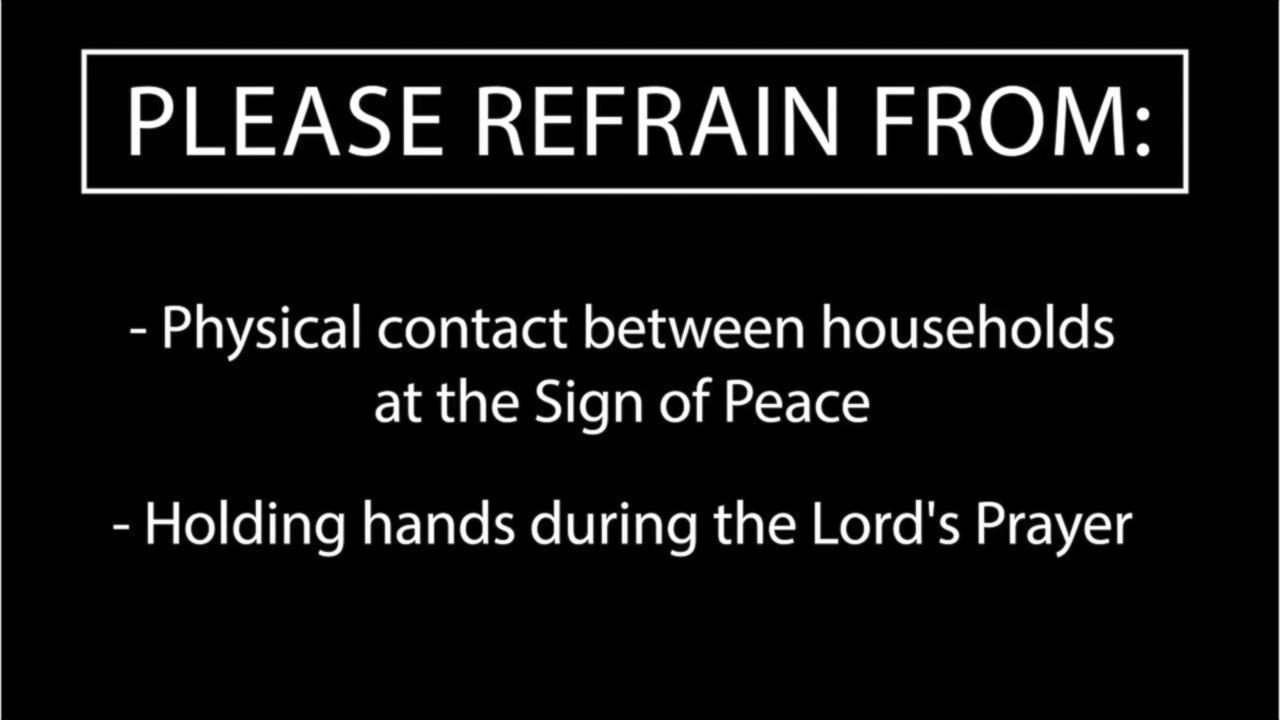 PLEASE REFRAIN FROM:
- Physical contact between households
at the Sign of Peace
- Holding hands during the Lord's Prayer